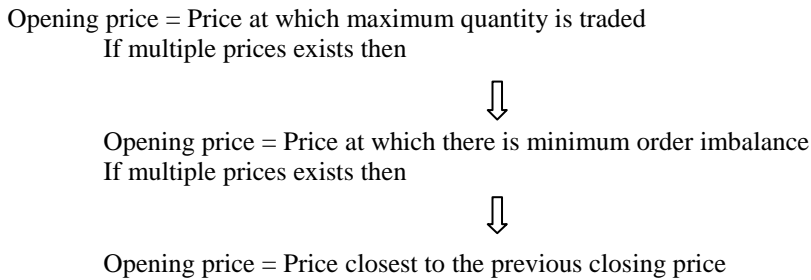 Opening price = Price at which maximum quantity is traded
If multiple prices exists then
Opening price = Price at which there is minimum order imbalance
If multiple prices exists then
Opening price = Price closest to the previous closing price